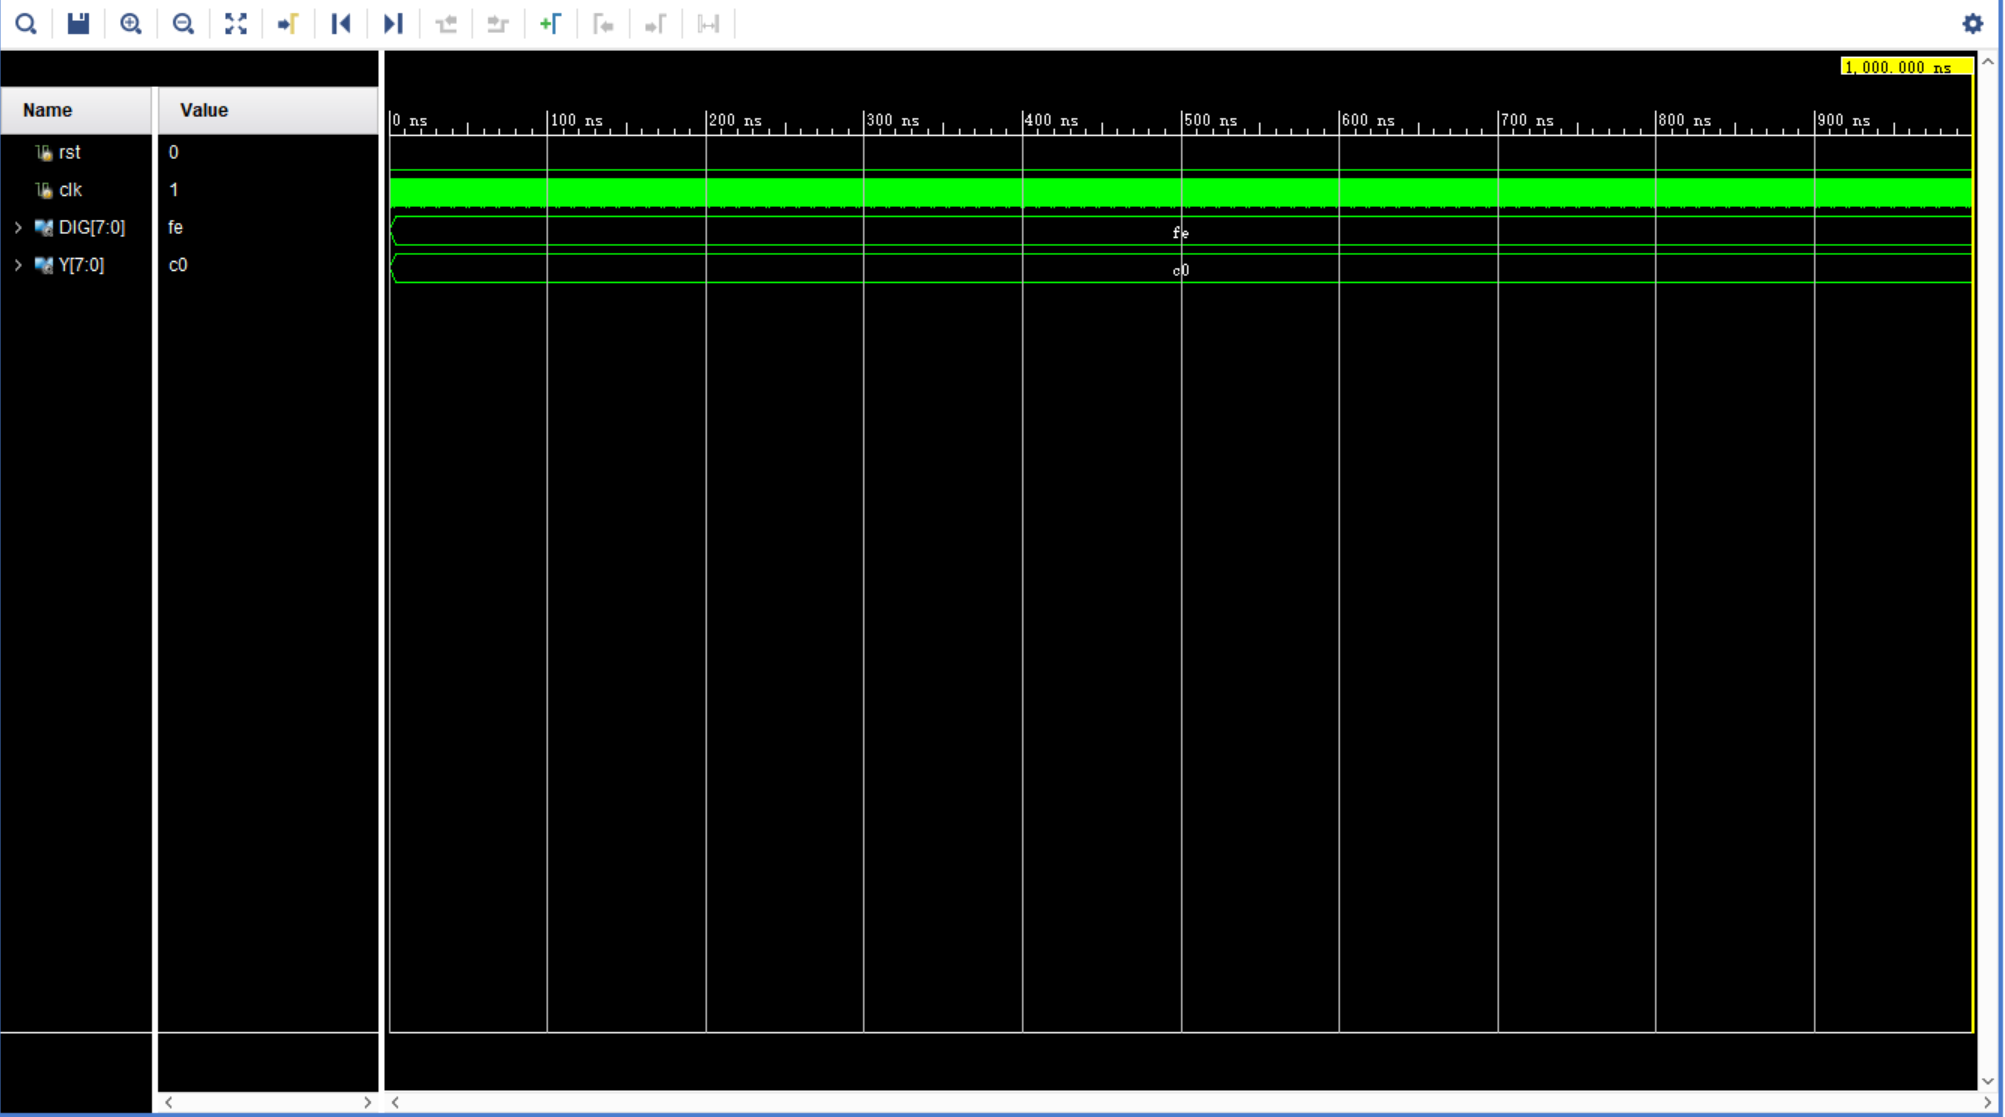 1,000.000 ns
Name Value
0 ns 100 ns 200 ns 300 ns 400 ns 500 ns 600 ns 700 ns 800 ns 900 ns
rst 0
clk 1
DIG[7:0] fe fe
Y[7:0] c0 c0